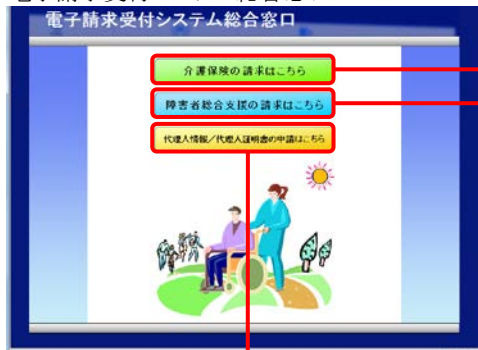 電子請求受付システム総合窓口
介護保険の請求はこちら
障害者総合支援の請求はこちら
代理人情報／代理人証明書の申請はこちら